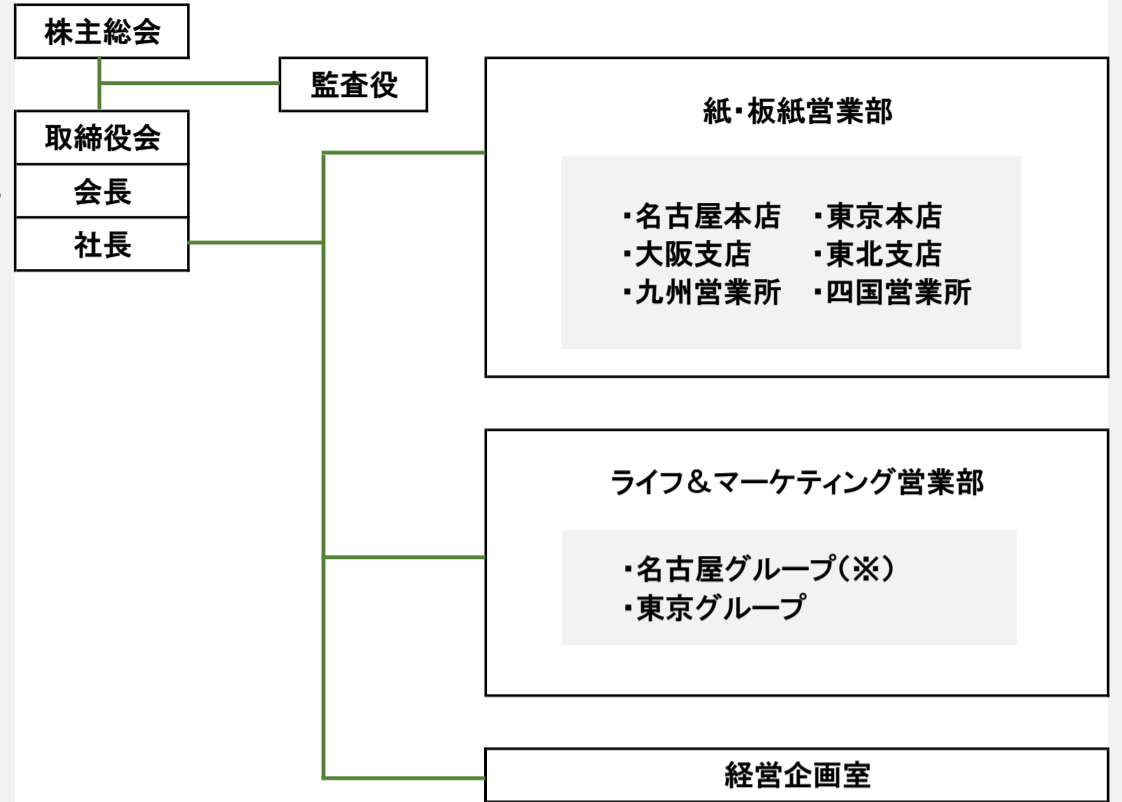 株主総会
監査役
取締役会
会長
社長
紙・板紙営業部
・名古屋本店 ・東京本店
・大阪支店 ・東北支店
・九州営業所 ・四国営業所
ライフ＆マーケティング営業部
・名古屋グループ（※）
・東京グループ
経営企画室